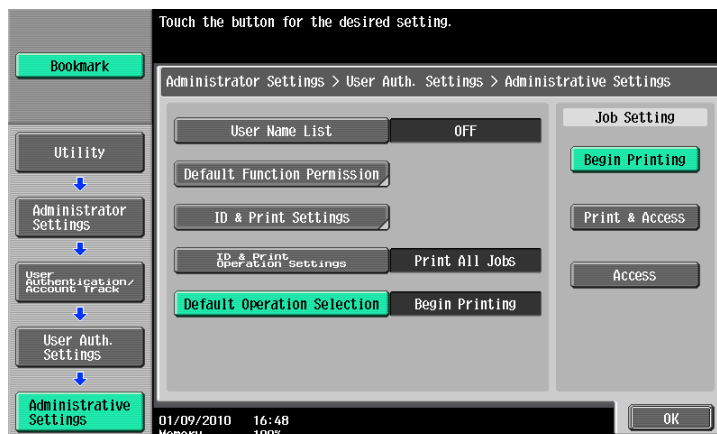 Touch the button for the desired setting.
Bookmark
Administrator Settings > User Auth. Settings > Administrative Settings
Utility
Administrator
Settings
User
Authentication/
Account Track
User Auth.
Settings
Administrative
Settings
User Name List OFF
Default Function Permission
ID & Print Settings
ID & Print
Operation Settings Print All Jobs
Default Operation Selection Begin Printing
Job Setting
Begin Printing
Print & Access
Access
01/09/2010 16:48
Memory 100%
OK